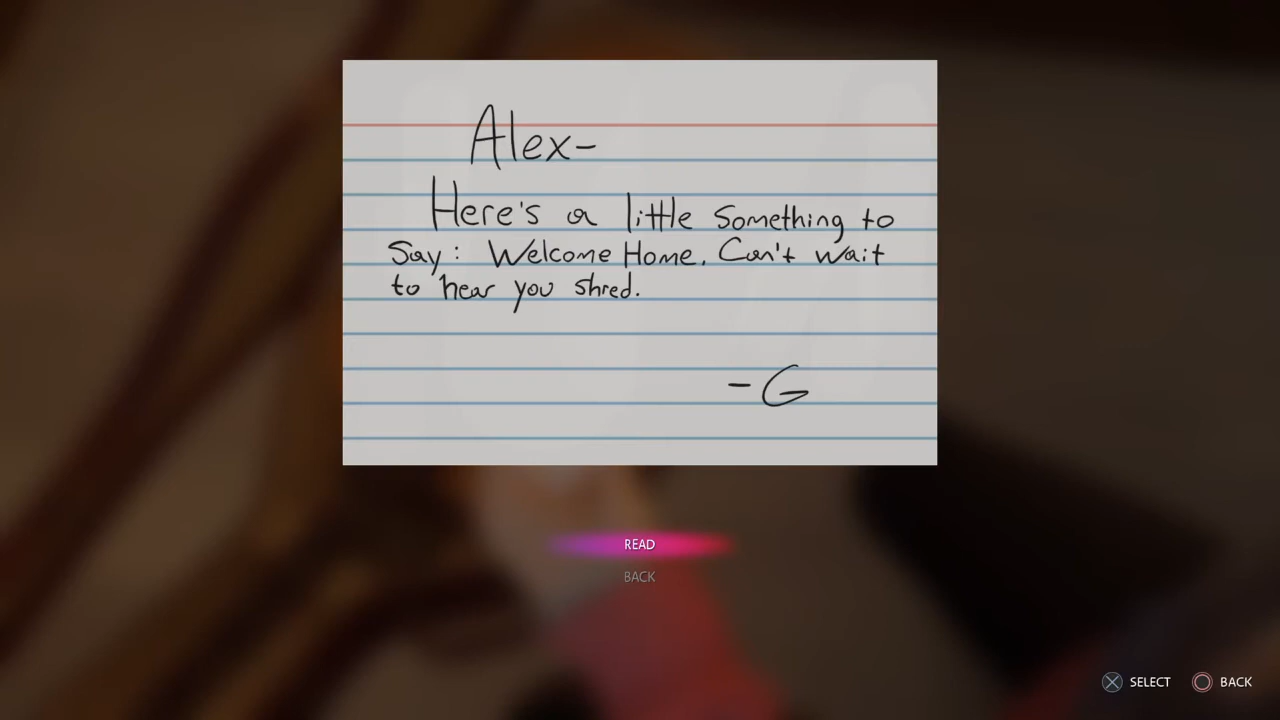 Alex-
Here's a little something to
Say: Welcome Home. Can't wait
to hear you shred.
-G
READ
BACK
SELECT
BACK